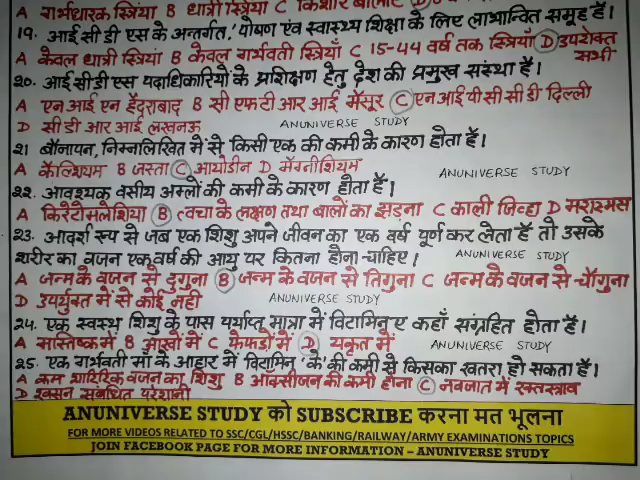 A गर्भधारक स्त्रियां B धात्री स्त्रियां C किशोर
19. आई सी डी एस के अन्तर्गत, पोषण एंव स्वास्थ्य शिक्षा के लिए लाभान्वित समूह है।
A केवल धात्री स्त्रियां B केवल गर्भवती स्त्रियाँ C 15-44 वर्ष तक स्त्रियाँ D उपरोक्त सभी
20. आई सी डी एस पदाधिकारियो के प्रशिक्षण हेतु देश की प्रमुख संस्था है।
A एन आई एन हैदराबाद B सी एफ टी आर आई मैसूर C एन आई पी सी सी डी दिल्ली
D सी डी आर आई लखनऊ ANUNIVERSE STUDY
21 बौनापन, निम्नलिखित में से किसी एक की कमी के कारण होता है।
A कैल्शियम B जस्ता C आयोडीन D मैग्नीशियम ANUNIVERSE STUDY
22. आवश्यक वसीय अम्लो की कमी के कारण होता है।
A किरेटोमलेशिया B त्वचा के लक्षण तथा बालों का झड़ना C काली जिव्हा D मरास्मस
23. आदर्श रूप से जब एक शिशु अपने जीवन का एक वर्ष पूर्ण कर लेता है तो उसके
शरीर का वजन एक वर्ष की आयु पर कितना होना चाहिए। ANUNIVERSE STUDY
A जन्म के वजन से दुगुना B जन्म के वजन से तिगुना C जन्म के वजन से चौगुना
D उपर्युक्त में से कोई नही ANUNIVERSE STUDY
24. एक स्वस्थ शिशु के पास पर्याप्त मात्रा में विटामिन 'ए' कहाँ संग्रहित होता है।
A मस्तिष्क में B आखों में C फेफडों में D यकृत में ANUNIVERSE STUDY
25. एक गर्भवती माँ के आहार में विटामिन 'के' की कमी से किसका खतरा हो सकता है।
A कम शारिरिक वजन का शिशु B आक्सीजन की कमी होना C नवजात में रक्तस्त्राव
D श्वसन संबंधित परेशानी
ANUNIVERSE STUDY को SUBSCRIBE करना मत भूलना
FOR MORE VIDEOS RELATED TO SSC/CGL/HSSC/BANKING/RAILWAY/ARMY EXAMINATIONS TOPICS
JOIN FACEBOOK PAGE FOR MORE INFORMATION – ANUNIVERSE STUDY